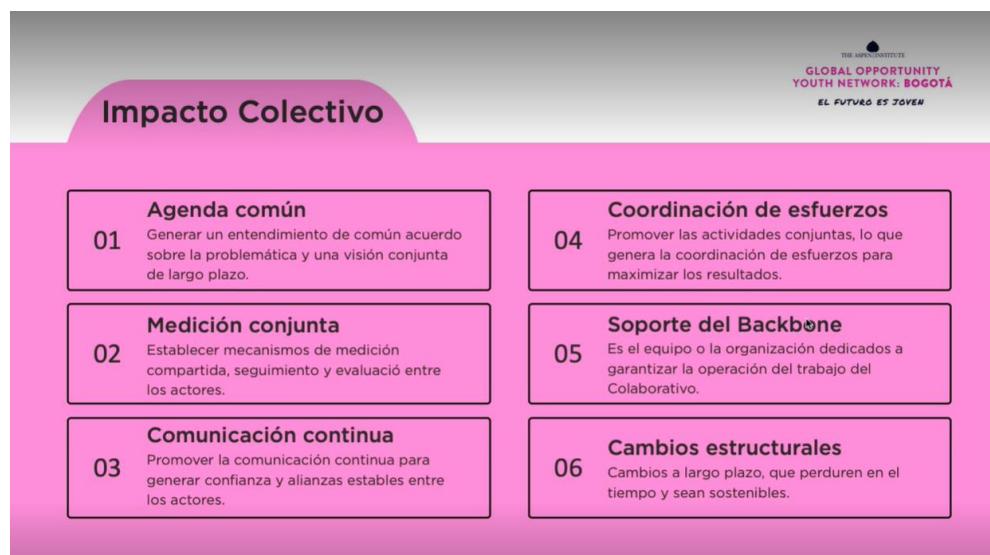 THE ASPEN INSTITUTE
GLOBAL OPPORTUNITY
YOUTH NETWORK: BOGOTÁ
EL FUTURO ES JOVEN
Impacto Colectivo
01
Agenda común
Generar un entendimiento de común acuerdo
sobre la problemática y una visión conjunta
de largo plazo.
02
Medición conjunta
Establecer mecanismos de medición
compartida, seguimiento y evaluació entre
los actores.
03
Comunicación continua
Promover la comunicación continua para
generar confianza y alianzas estables entre
los actores.
04
Coordinación de esfuerzos
Promover las actividades conjuntas, lo que
genera la coordinación de esfuerzos para
maximizar los resultados.
05
Soporte del Backbone
Es el equipo o la organización dedicados a
garantizar la operación del trabajo del
Colaborativo.
06
Cambios estructurales
Cambios a largo plazo, que perduren en el
tiempo y sean sostenibles.